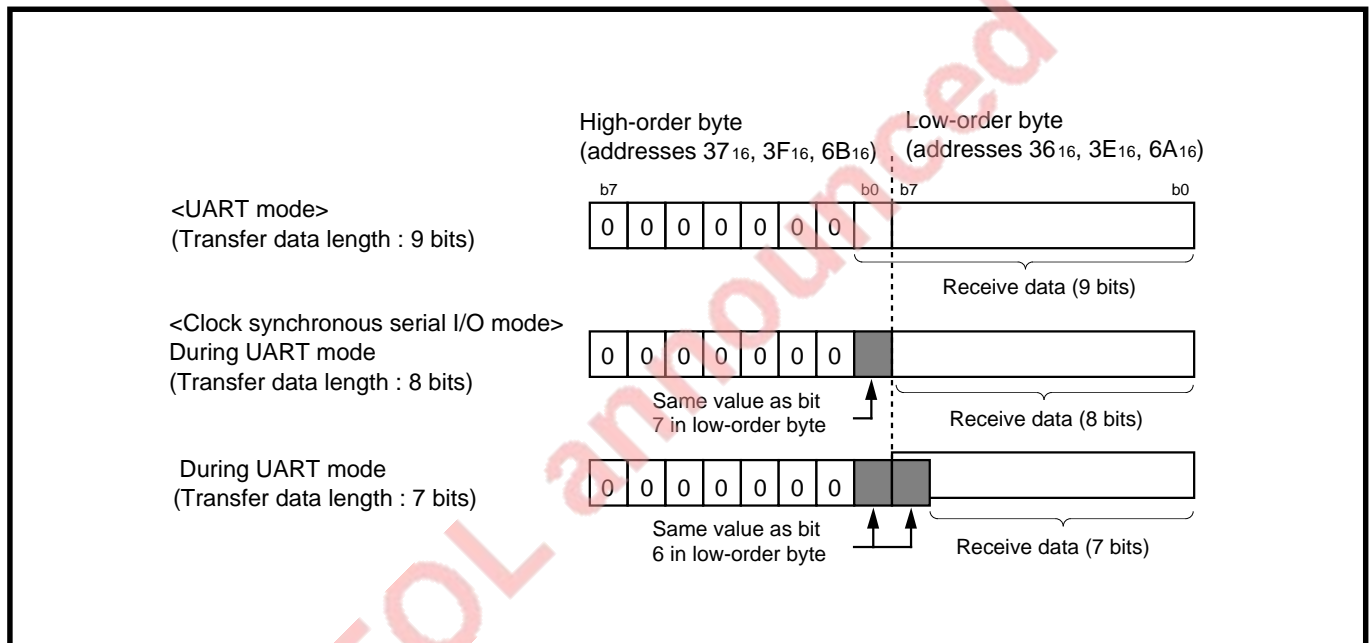 High-order byte
(addresses 37₁₆, 3F₁₆, 6B₁₆)
Low-order byte
(addresses 36₁₆, 3E₁₆, 6A₁₆)
b7 b0 b7 b0
<UART mode>
(Transfer data length : 9 bits)
0 0 0 0 0 0 0
Receive data (9 bits)
<Clock synchronous serial I/O mode>
During UART mode
(Transfer data length : 8 bits)
0 0 0 0 0 0 0
Same value as bit
7 in low-order byte
Receive data (8 bits)
During UART mode
(Transfer data length : 7 bits)
0 0 0 0 0 0 0
Same value as bit
6 in low-order byte
Receive data (7 bits)
EOL announced